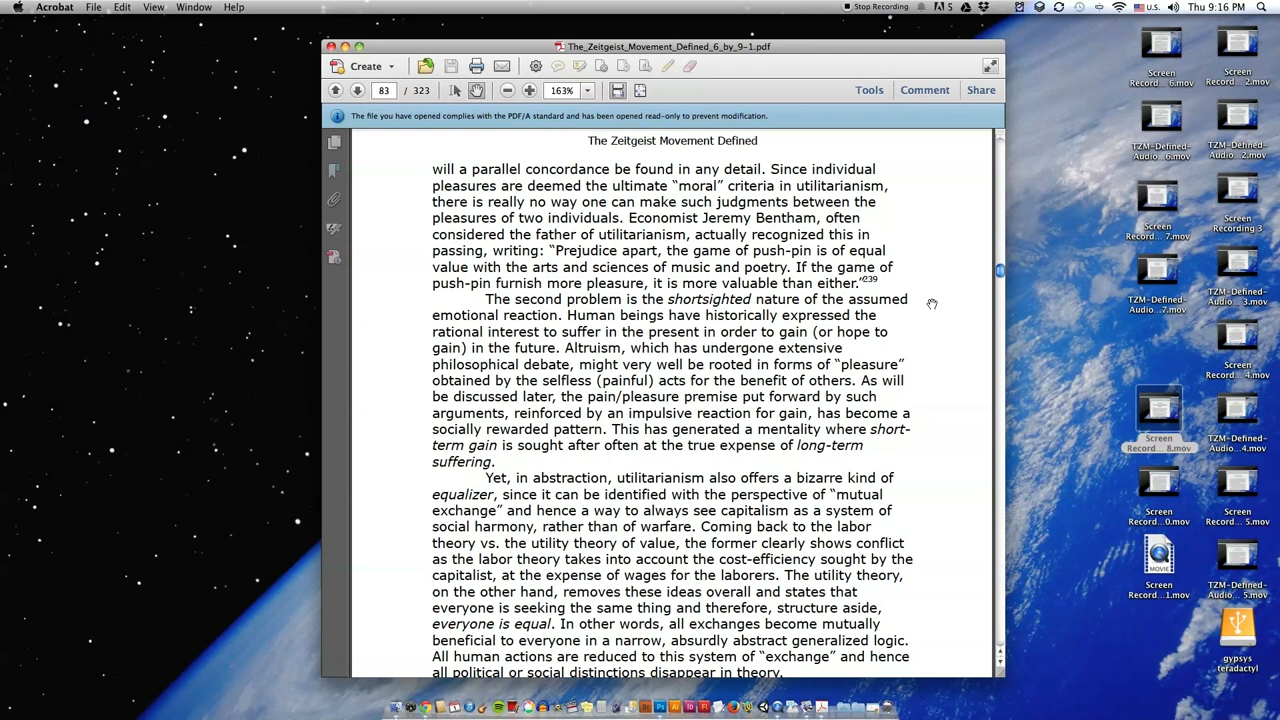 Acrobat File Edit View Window Help
Stop Recording 5 U.S. Thu 9:16 PM
The_Zeitgeist_Movement_Defined_6_by_9-1.pdf
Create
83 / 323 163% Tools Comment Share
The file you have opened complies with the PDF/A standard and has been opened read-only to prevent modification.
The Zeitgeist Movement Defined
will a parallel concordance be found in any detail. Since individual
pleasures are deemed the ultimate “moral” criteria in utilitarianism,
there is really no way one can make such judgments between the
pleasures of two individuals. Economist Jeremy Bentham, often
considered the father of utilitarianism, actually recognized this in
passing, writing: “Prejudice apart, the game of push-pin is of equal
value with the arts and sciences of music and poetry. If the game of
push-pin furnish more pleasure, it is more valuable than either.”239
The second problem is the shortsighted nature of the assumed
emotional reaction. Human beings have historically expressed the
rational interest to suffer in the present in order to gain (or hope to
gain) in the future. Altruism, which has undergone extensive
philosophical debate, might very well be rooted in forms of “pleasure”
obtained by the selfless (painful) acts for the benefit of others. As will
be discussed later, the pain/pleasure premise put forward by such
arguments, reinforced by an impulsive reaction for gain, has become a
socially rewarded pattern. This has generated a mentality where short-
term gain is sought after often at the true expense of long-term
suffering.
Yet, in abstraction, utilitarianism also offers a bizarre kind of
equalizer, since it can be identified with the perspective of “mutual
exchange” and hence a way to always see capitalism as a system of
social harmony, rather than of warfare. Coming back to the labor
theory vs. the utility theory of value, the former clearly shows conflict
as the labor theory takes into account the cost-efficiency sought by the
capitalist, at the expense of wages for the laborers. The utility theory,
on the other hand, removes these ideas overall and states that
everyone is seeking the same thing and therefore, structure aside,
everyone is equal. In other words, all exchanges become mutually
beneficial to everyone in a narrow, absurdly abstract generalized logic.
All human actions are reduced to this system of “exchange” and hence
all political or social distinctions disappear in theory.
Screen
Record... 6.mov
Screen
Record... 2.mov
TZM-Defined-
Audio... 6.mov
TZM-Defined-
Audio... 2.mov
Screen
Record... 7.mov
Screen
Recording 3
TZM-Defined-
Audio... 7.mov
TZM-Defined-
Audio... 3.mov
Screen
Record... 4.mov
Screen
Record... 8.mov
TZM-Defined-
Audio... 4.mov
Screen
Record...0.mov
Screen
Record... 5.mov
MOVIE
Screen
Record...1.mov
TZM-Defined-
Audio... 5.mov
gypsys
teradactyl